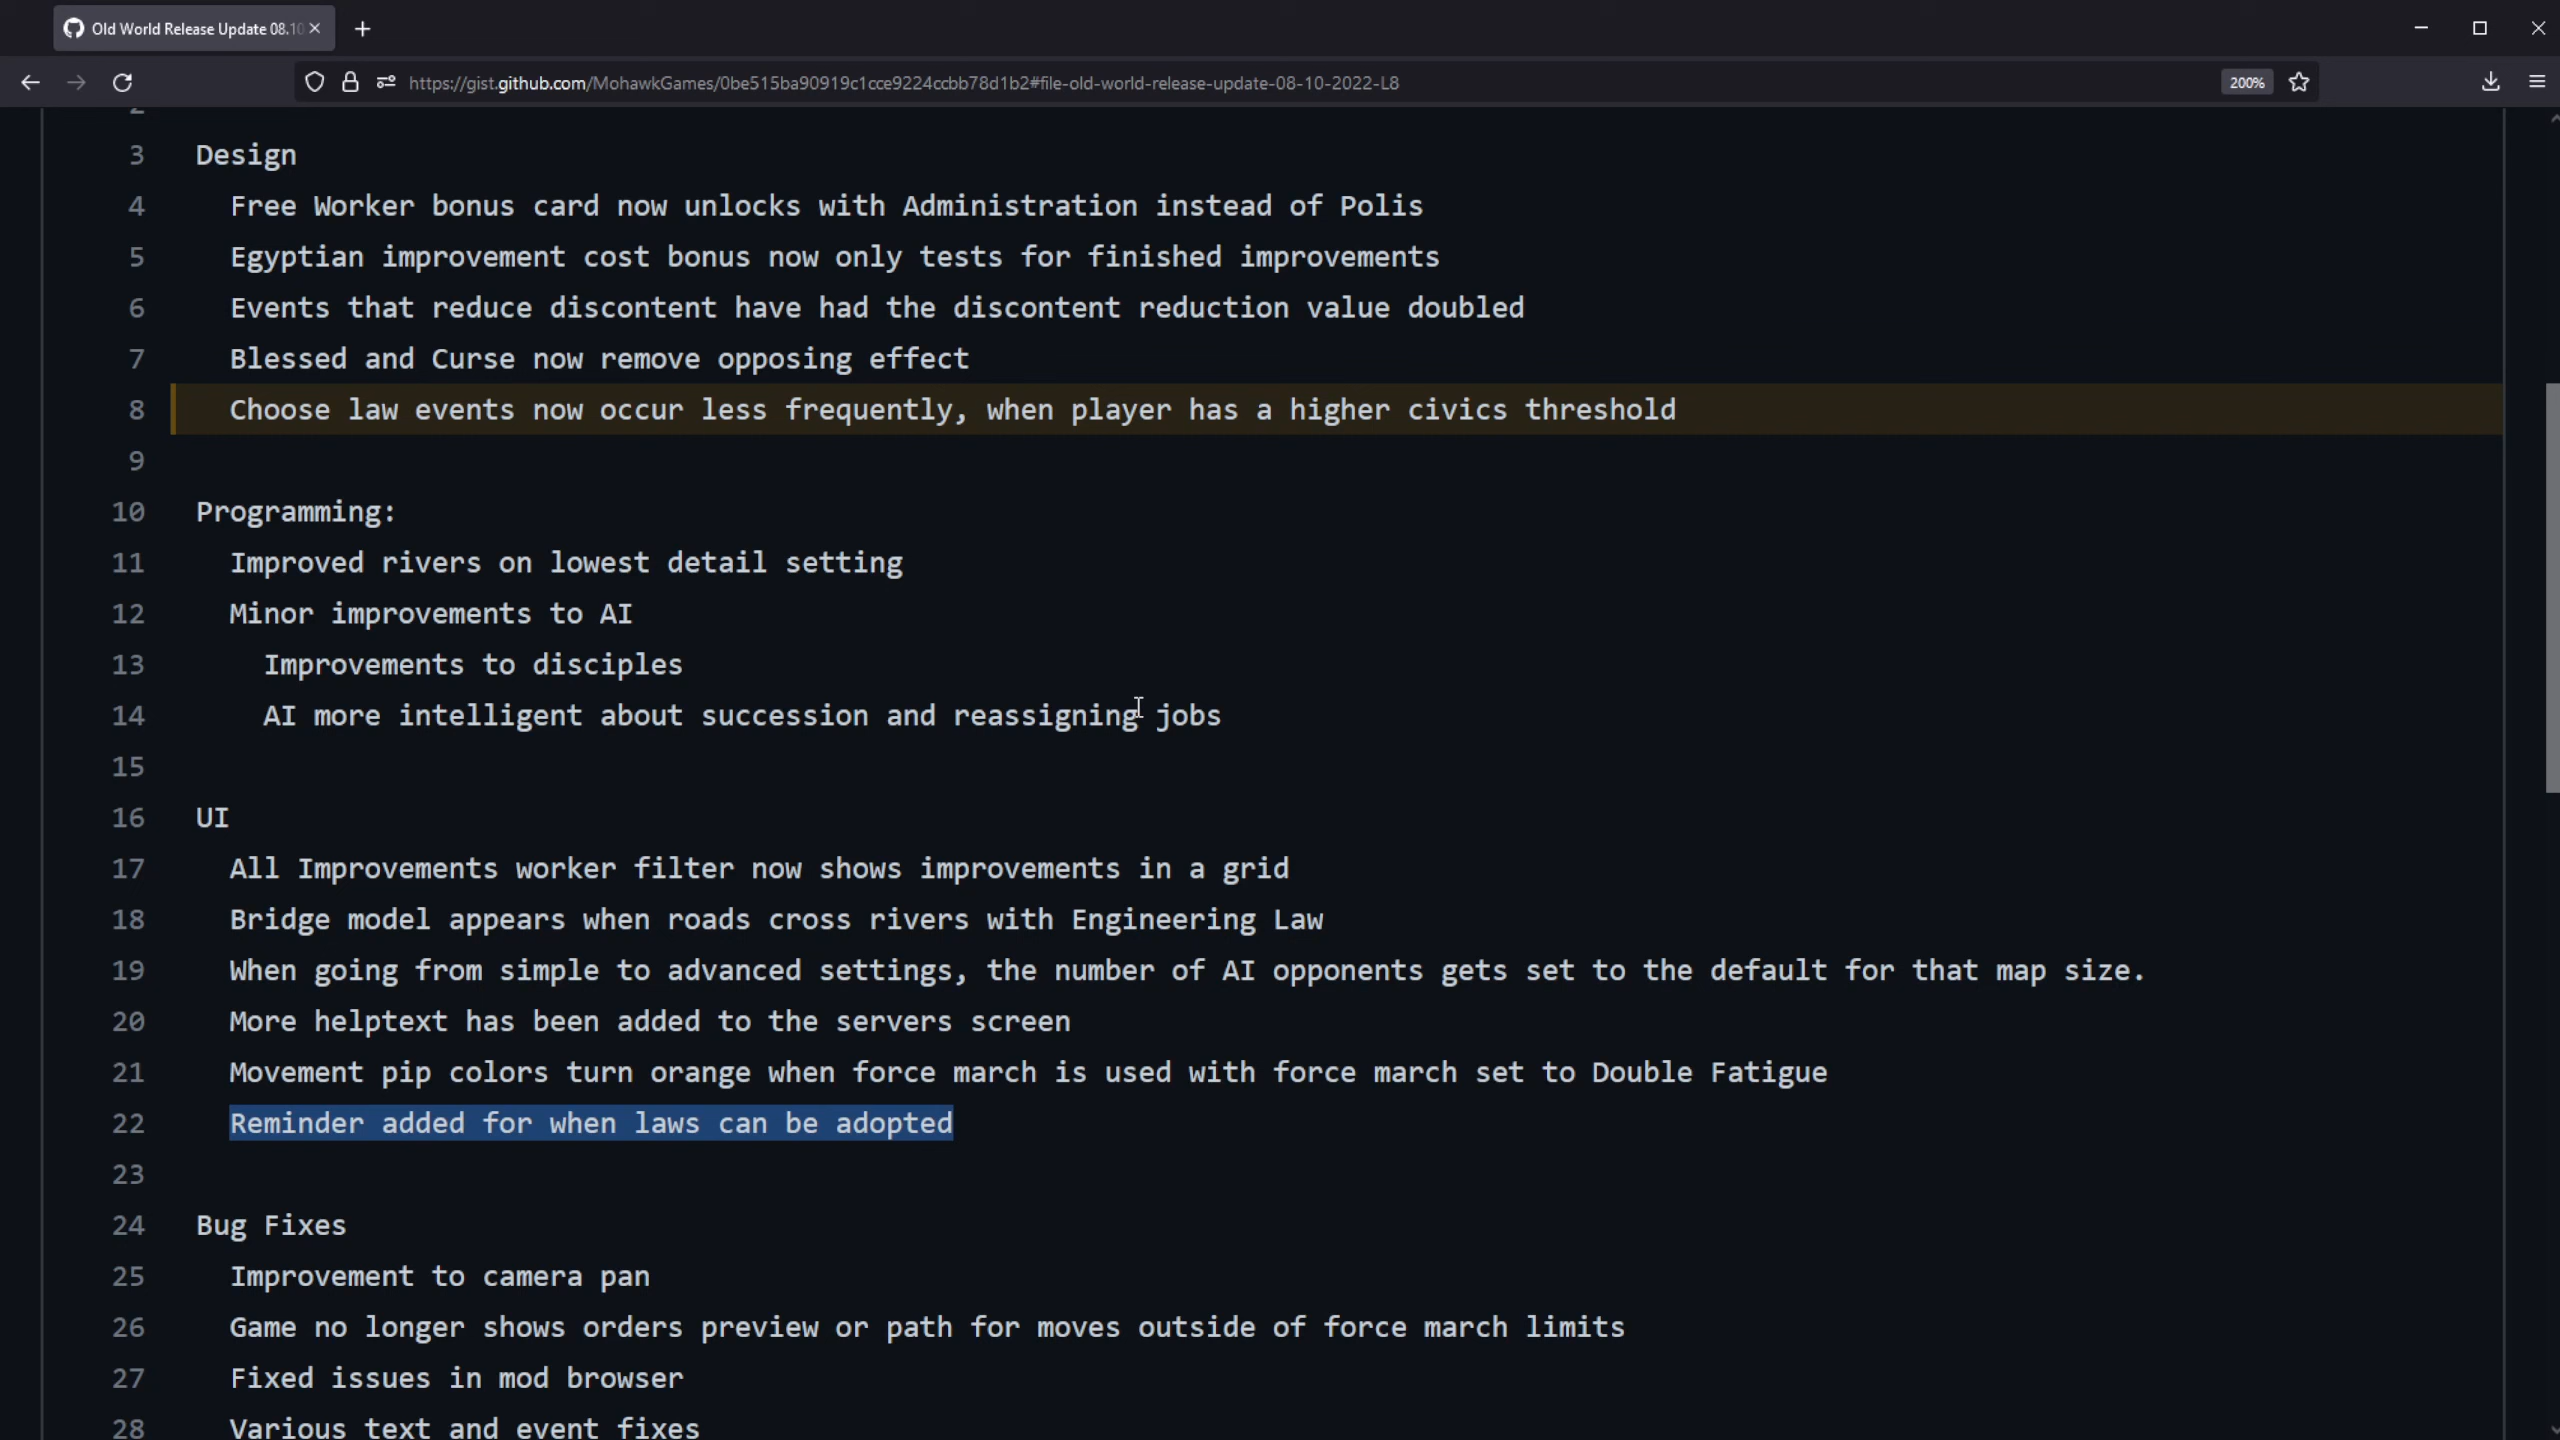 Old World Release Update 08.10
https://gist.github.com/MohawkGames/0be515ba90919c1cce9224ccbb78d1b2#file-old-world-release-update-08-10-2022-L8
200%
2
3 Design
4 Free Worker bonus card now unlocks with Administration instead of Polis
5 Egyptian improvement cost bonus now only tests for finished improvements
6 Events that reduce discontent have had the discontent reduction value doubled
7 Blessed and Curse now remove opposing effect
8 Choose law events now occur less frequently, when player has a higher civics threshold
9
10 Programming:
11 Improved rivers on lowest detail setting
12 Minor improvements to AI
13 Improvements to disciples
14 AI more intelligent about succession and reassigning jobs
15
16 UI
17 All Improvements worker filter now shows improvements in a grid
18 Bridge model appears when roads cross rivers with Engineering Law
19 When going from simple to advanced settings, the number of AI opponents gets set to the default for that map size.
20 More helptext has been added to the servers screen
21 Movement pip colors turn orange when force march is used with force march set to Double Fatigue
22 Reminder added for when laws can be adopted
23
24 Bug Fixes
25 Improvement to camera pan
26 Game no longer shows orders preview or path for moves outside of force march limits
27 Fixed issues in mod browser
28 Various text and event fixes